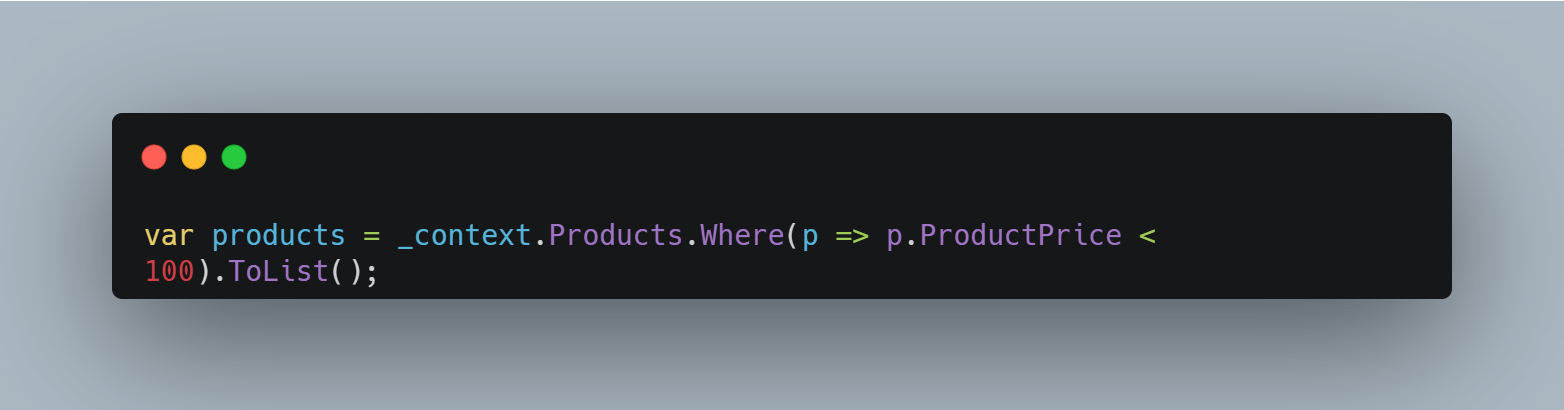 var products = _context.Products.Where(p => p.ProductPrice <
100).ToList();